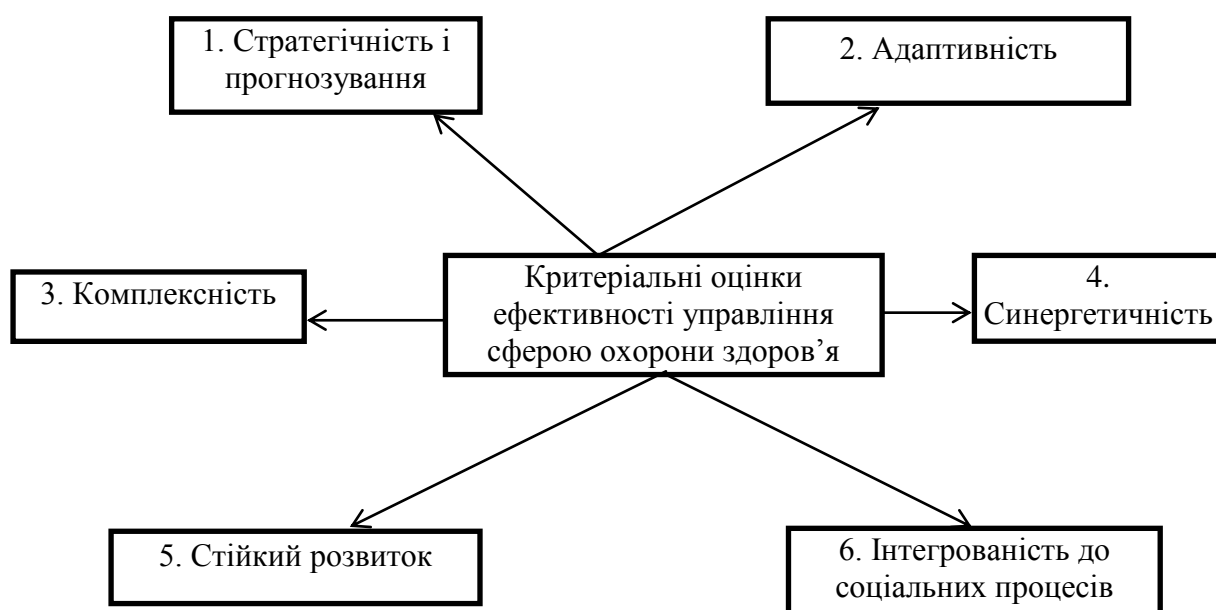 1. Стратегічність і
прогнозування
2. Адаптивність
3. Комплексність
Критеріальні оцінки
ефективності управління
сферою охорони здоров’я
4.
Синергетичність
5. Стійкий розвиток
6. Інтегрованість до
соціальних процесів